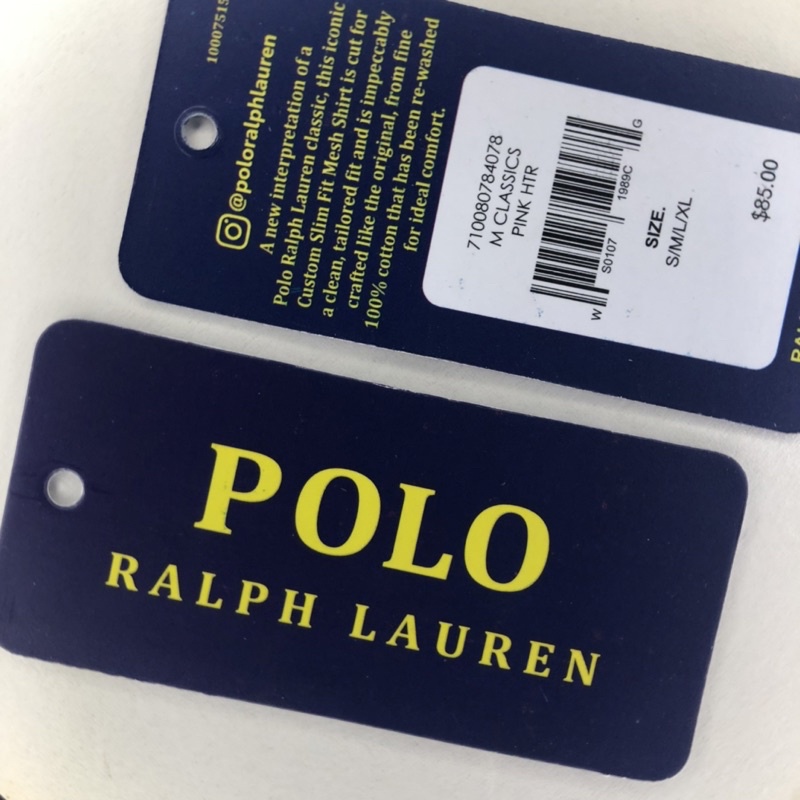 10007515
@poloralphlauren
A new interpretation of a
Polo Ralph Lauren classic, this iconic
Custom Slim Fit Mesh Shirt is cut for
a clean, tailored fit and is impeccably
crafted like the original, from fine
100% cotton that has been re-washed
for ideal comfort.
710080784078
M CLASSICS
PINK HTR
W
S0107
1989C
G
SIZE.
S/M/L/XL
$85.00
POLO
RALPH LAUREN